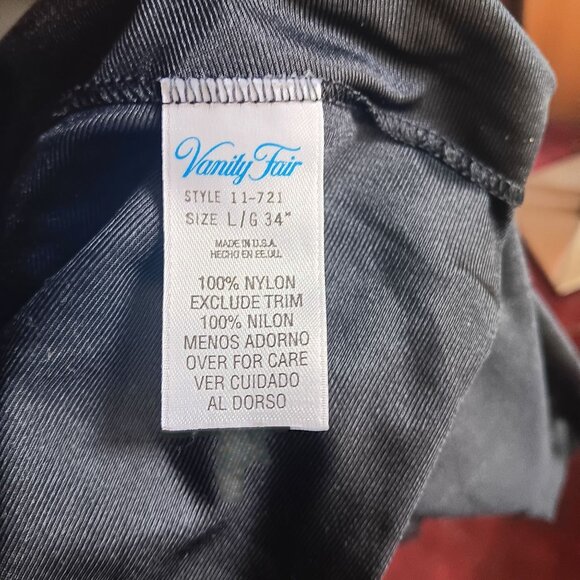 Vanity Fair
STYLE 11-721
SIZE L/G 34"
MADE IN U.S.A.
HECHO EN EE.UU.
100% NYLON
EXCLUDE TRIM
100% NILON
MENOS ADORNO
OVER FOR CARE
VER CUIDADO
AL DORSO